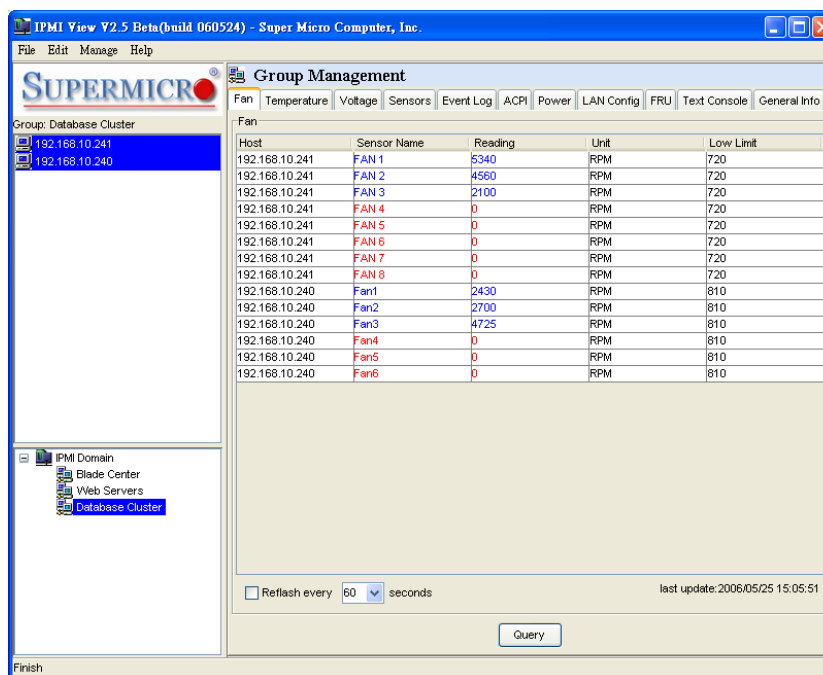 IPMI View V2.5 Beta(build 060524) - Super Micro Computer, Inc.
File Edit Manage Help
SUPERMICRO®
Group: Database Cluster
192.168.10.241
192.168.10.240
IPMI Domain
Blade Center
Web Servers
Database Cluster
Group Management
Fan Temperature Voltage Sensors Event Log ACPI Power LAN Config FRU Text Console General Info
Fan
Host Sensor Name Reading Unit Low Limit
192.168.10.241 FAN 1 5340 RPM 720
192.168.10.241 FAN 2 4560 RPM 720
192.168.10.241 FAN 3 2100 RPM 720
192.168.10.241 FAN 4 0 RPM 720
192.168.10.241 FAN 5 0 RPM 720
192.168.10.241 FAN 6 0 RPM 720
192.168.10.241 FAN 7 0 RPM 720
192.168.10.241 FAN 8 0 RPM 720
192.168.10.240 Fan1 2430 RPM 810
192.168.10.240 Fan2 2700 RPM 810
192.168.10.240 Fan3 4725 RPM 810
192.168.10.240 Fan4 0 RPM 810
192.168.10.240 Fan5 0 RPM 810
192.168.10.240 Fan6 0 RPM 810
Reflash every 60 seconds
last update:2006/05/25 15:05:51
Query
Finish